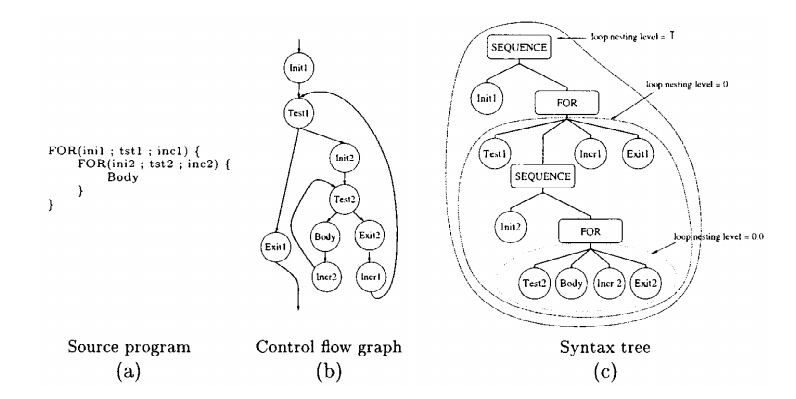 FOR(ini1 ; tst1 ; inc1) {
FOR(ini2 ; tst2 ; inc2) {
Body
}
}
Source program
(a)
Init1
Test1
Init2
Test2
Body
Exit2
Exit1
Incr2
Incr1
Control flow graph
(b)
loop nesting level = T
SEQUENCE
loop nesting level = 0
Init1
FOR
Test1
Incr1
Exit1
SEQUENCE
Init2
FOR
loop nesting level = 0.0
Test2
Body
Incr 2
Exit2
Syntax tree
(c)